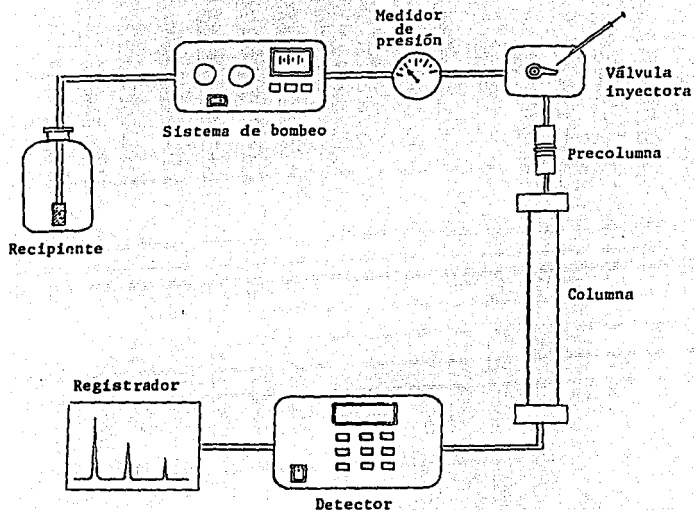 Medidor
de
presión
Válvula
inyectora
Sistema de bombeo
Precolumna
Recipiente
Columna
Registrador
Detector